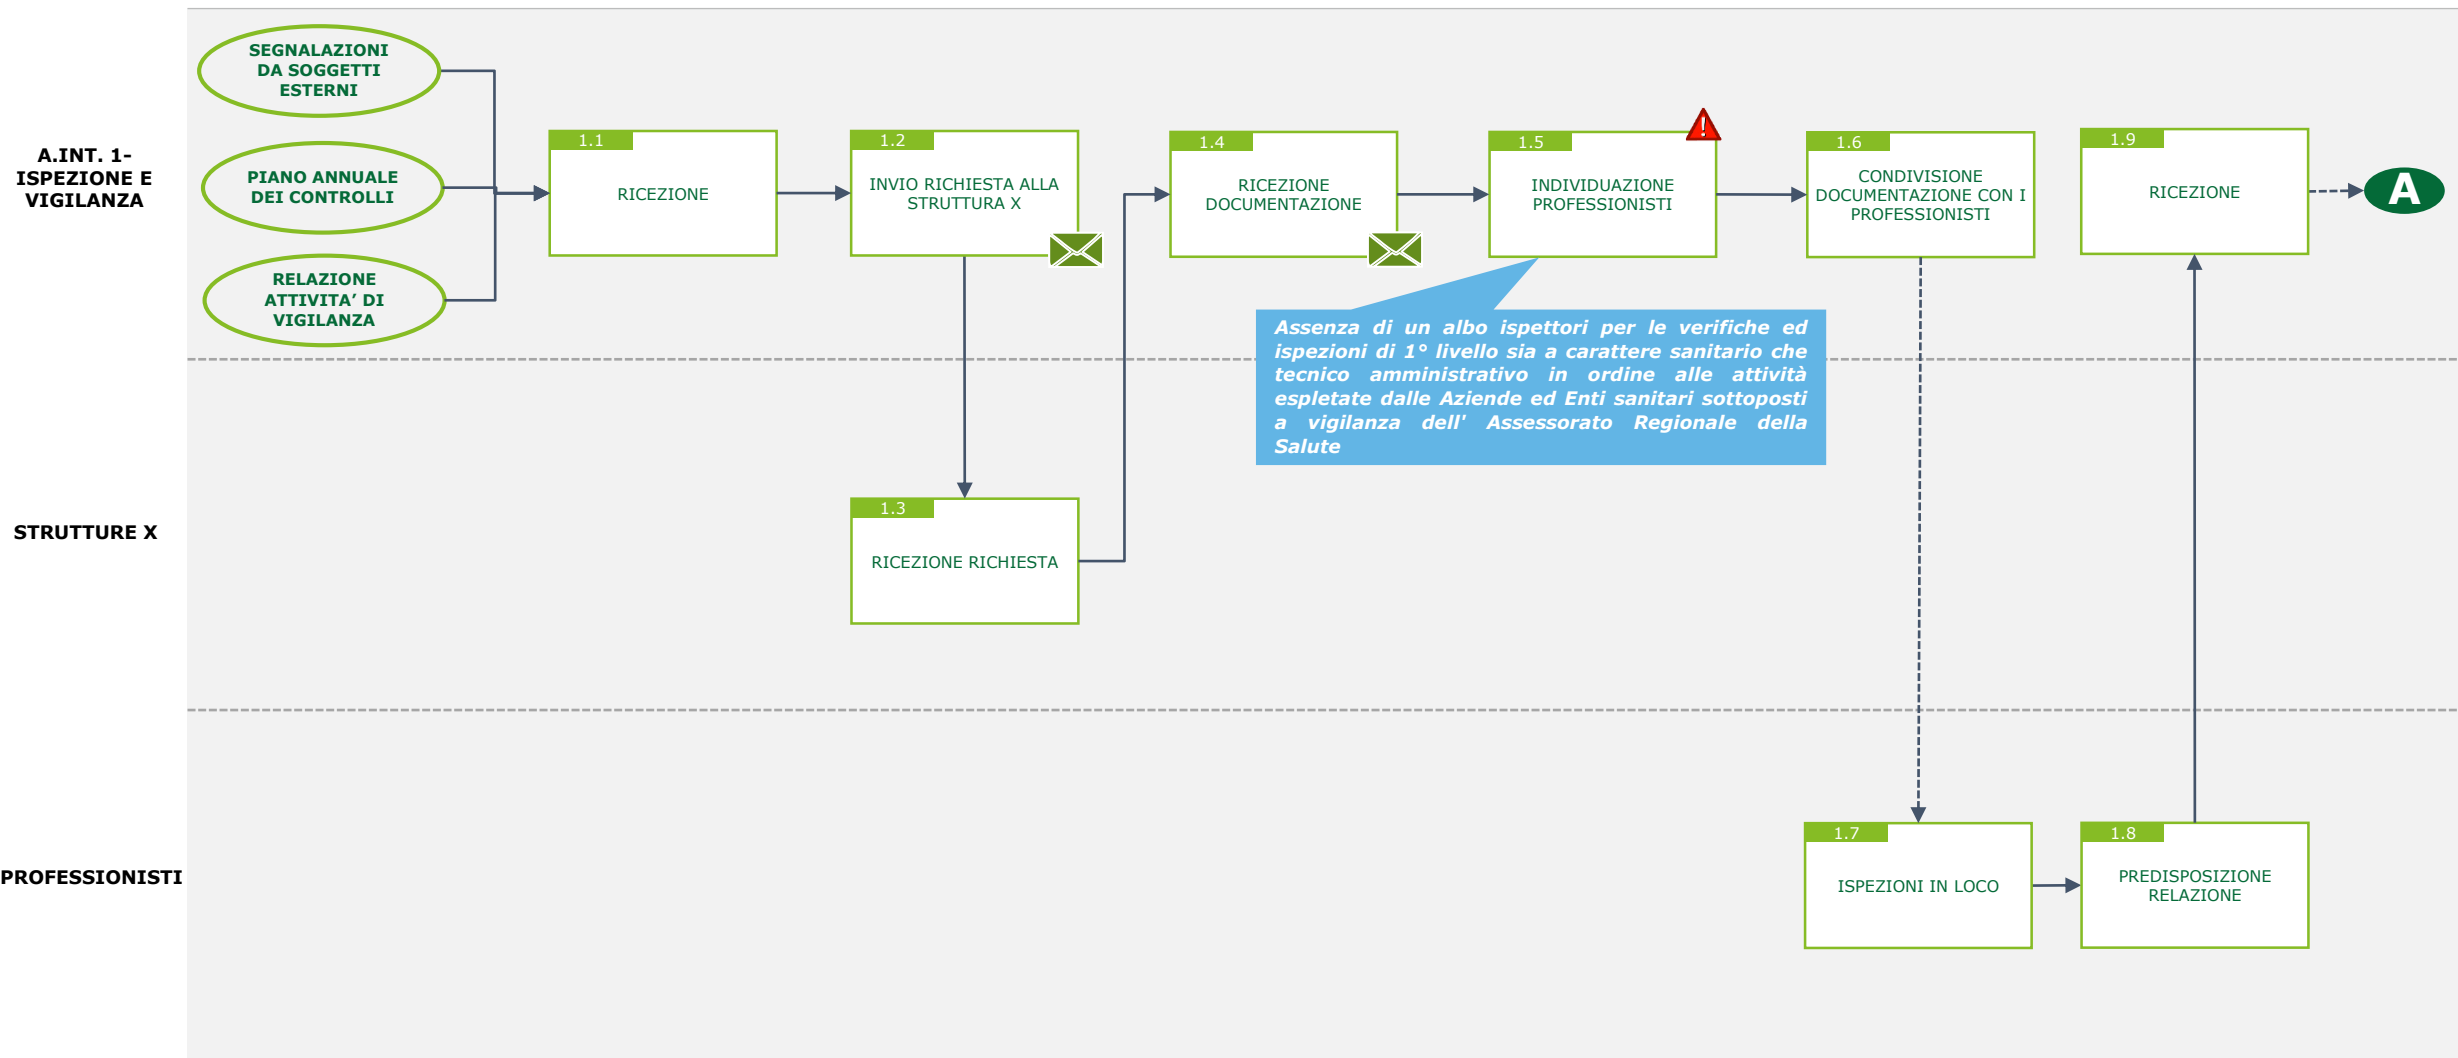 A.INT. 1-
ISPEZIONE E
VIGILANZA
SEGNALAZIONI
DA SOGGETTI
ESTERNI
PIANO ANNUALE
DEI CONTROLLI
RELAZIONE
ATTIVITA’ DI
VIGILANZA
1.1
RICEZIONE
1.2
INVIO RICHIESTA ALLA
STRUTTURA X
1.4
RICEZIONE
DOCUMENTAZIONE
1.5
!
INDIVIDUAZIONE
PROFESSIONISTI
1.6
CONDIVISIONE
DOCUMENTAZIONE CON I
PROFESSIONISTI
1.9
RICEZIONE
A
Assenza di un albo ispettori per le verifiche ed
ispezioni di 1° livello sia a carattere sanitario che
tecnico amministrativo in ordine alle attività
espletate dalle Aziende ed Enti sanitari sottoposti
a vigilanza dell' Assessorato Regionale della
Salute
STRUTTURE X
1.3
RICEZIONE RICHIESTA
PROFESSIONISTI
1.7
ISPEZIONI IN LOCO
1.8
PREDISPOSIZIONE
RELAZIONE